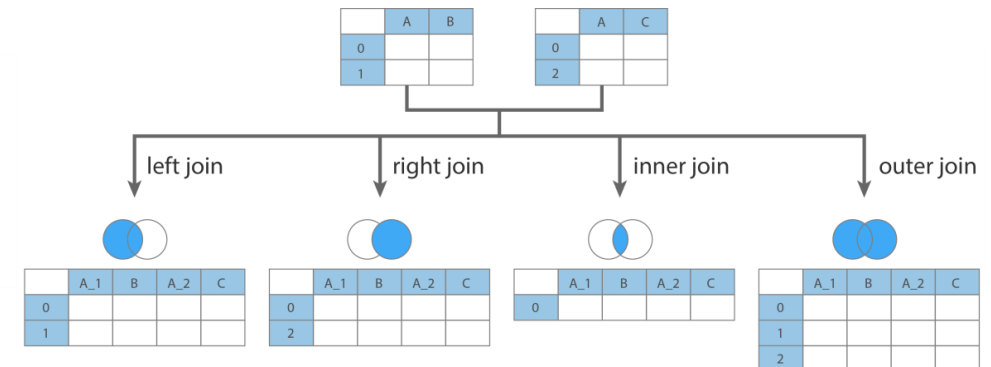 A B
0
1
A C
0
2
left join
right join
inner join
outer join
A_1 B A_2 C
0
1
A_1 B A_2 C
0
2
A_1 B A_2 C
0
A_1 B A_2 C
0
1
2